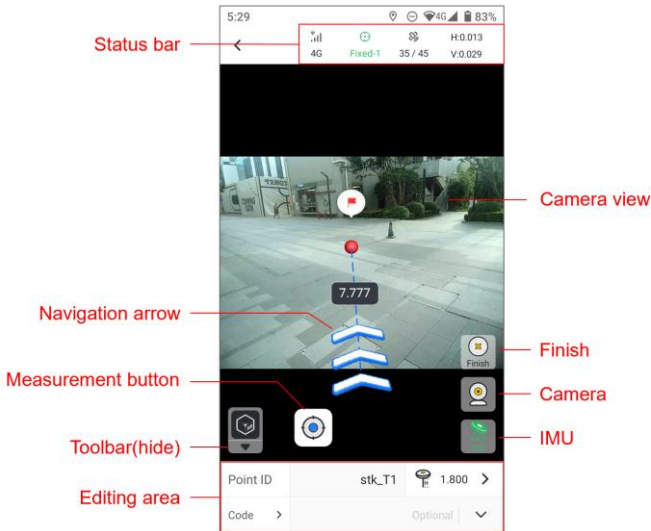 5:29
4G
83%
Status bar
4G
Fixed-1
35 / 45
H:0.013
V:0.029
Camera view
7.777
Navigation arrow
Finish
Finish
Measurement button
Camera
Toolbar(hide)
IMU
Editing area
Point ID
stk_T1
1.800
Code
Optional